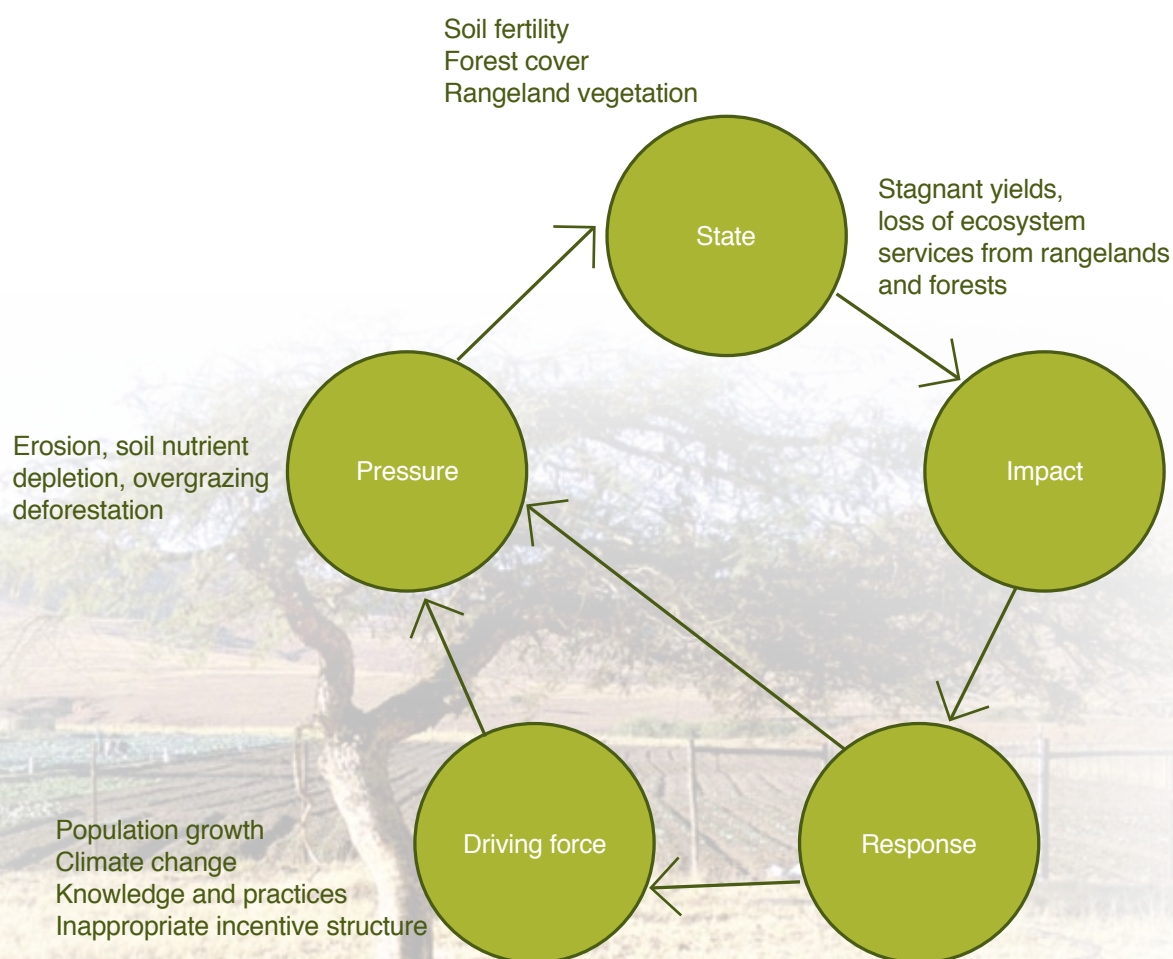 Soil fertility
Forest cover
Rangeland vegetation
State
Stagnant yields,
loss of ecosystem
services from rangelands
and forests
Pressure
Impact
Erosion, soil nutrient
depletion, overgrazing
deforestation
Driving force
Response
Population growth
Climate change
Knowledge and practices
Inappropriate incentive structure